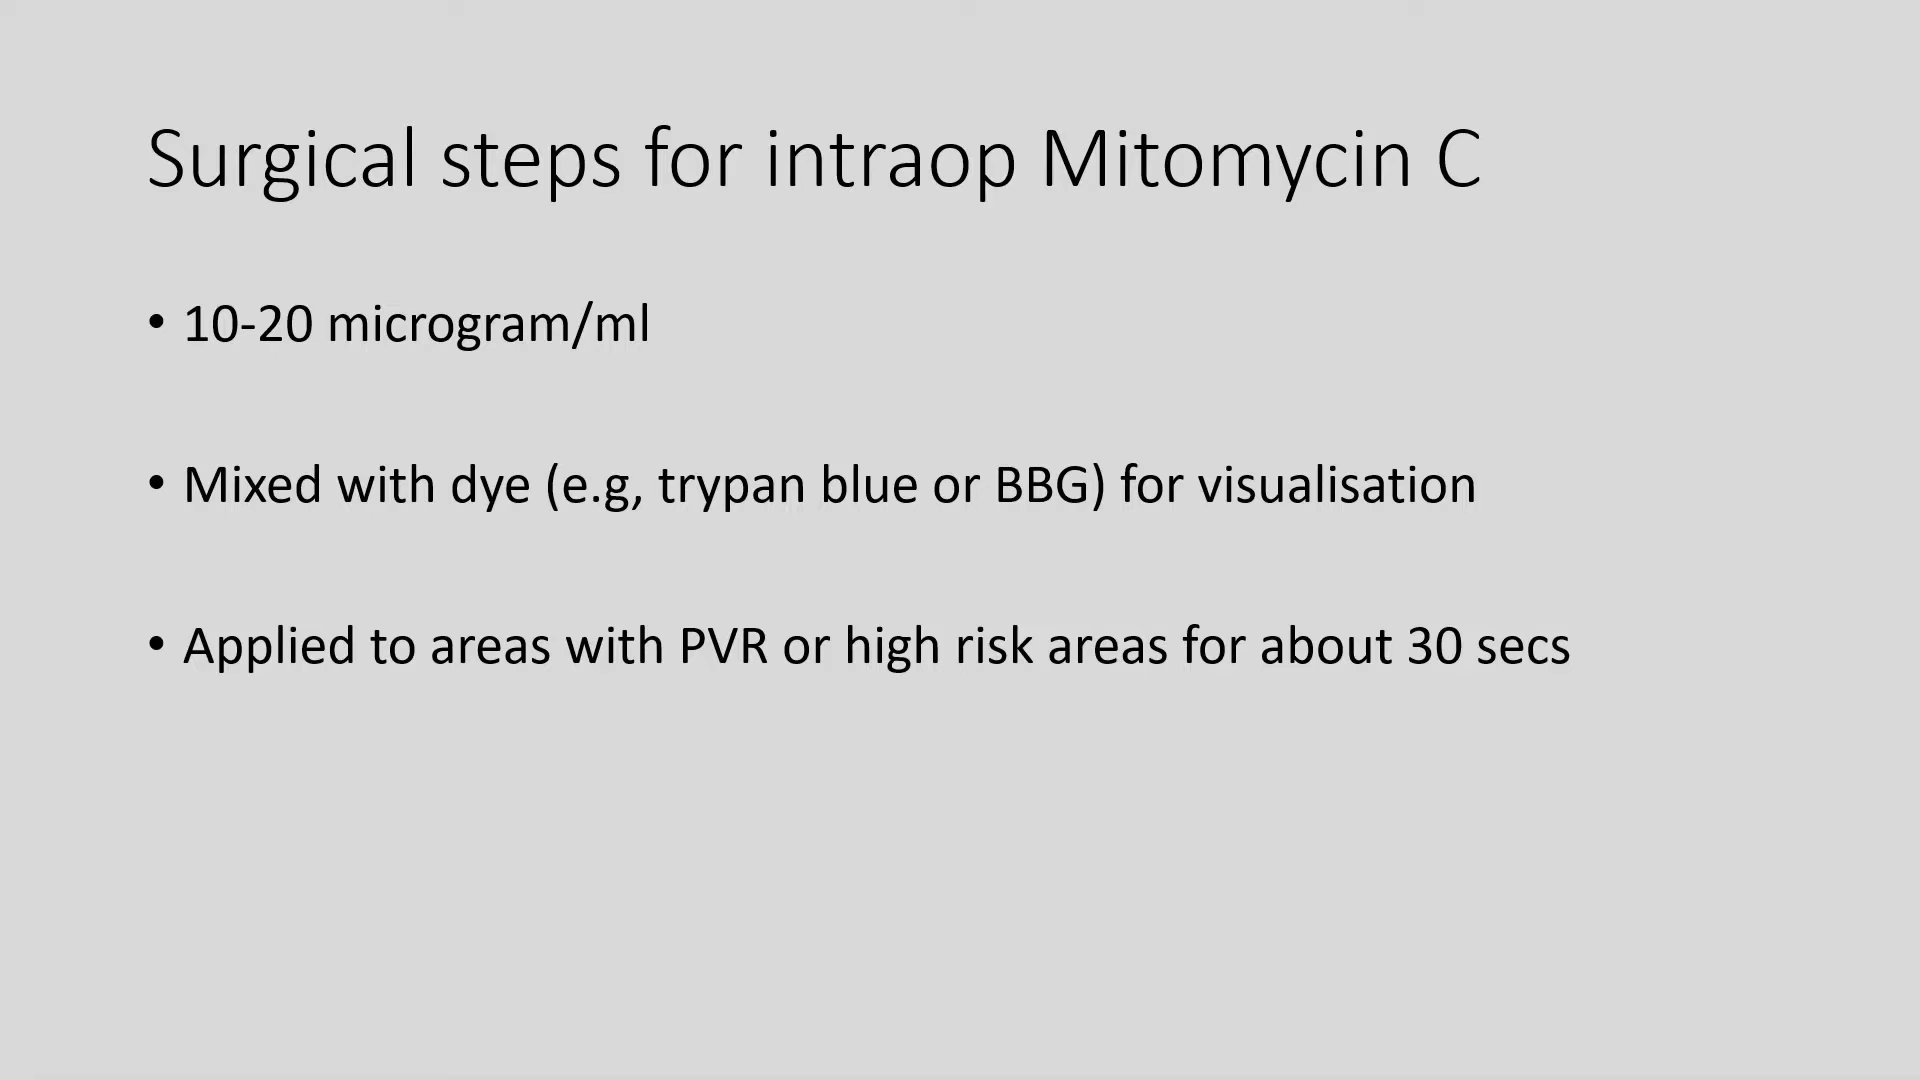 Surgical steps for intraop Mitomycin C
• 10-20 microgram/ml
• Mixed with dye (e.g, trypan blue or BBG) for visualisation
• Applied to areas with PVR or high risk areas for about 30 secs